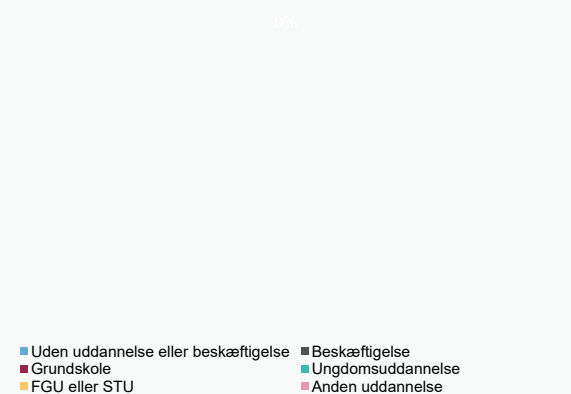 0%
Uden uddannelse eller beskæftigelse
Beskæftigelse
Grundskole
Ungdomsuddannelse
FGU eller STU
Anden uddannelse